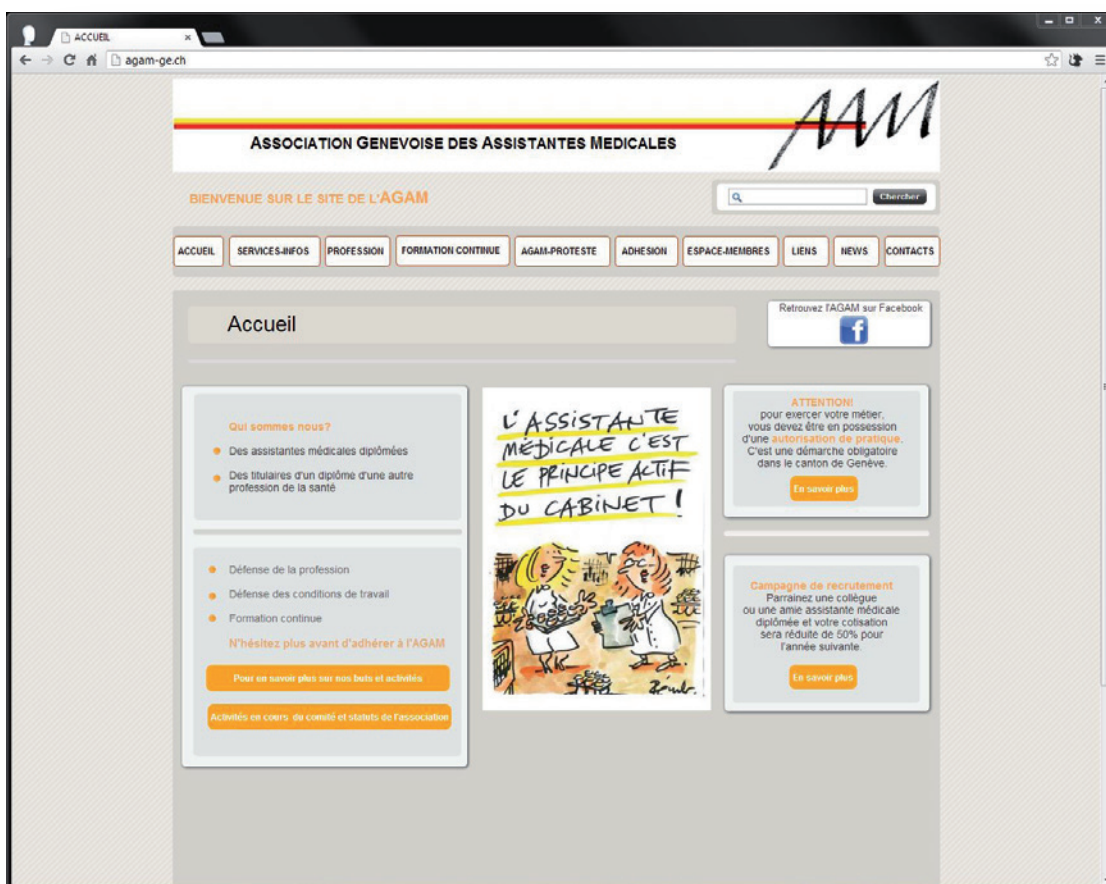 ACCUEIL
agam-ge.ch
AAM
ASSOCIATION GENEVOISE DES ASSISTANTES MEDICALES
BIENVENUE SUR LE SITE DE L'AGAM
Chercher
ACCUEIL SERVICES-INFOS PROFESSION FORMATION CONTINUE AGAM-PROTESTE ADHESION ESPACE-MEMBRES LIENS NEWS CONTACTS
Accueil
Retrouvez l'AGAM sur Facebook
f
Qui sommes nous?
Des assistantes médicales diplômées
Des titulaires d'un diplôme d'une autre
profession de la santé
Défense de la profession
Défense des conditions de travail
Formation continue
N'hésitez plus avant d'adhérer à l'AGAM
Pour en savoir plus sur nos buts et activités
Activités en cours du comité et statuts de l'association
L'ASSISTANTE
MÉDICALE C'EST
LE PRINCIPE ACTIF
DU CABINET !
ATTENTION!
pour exercer votre métier,
vous devez être en possession
d'une autorisation de pratique.
C'est une démarche obligatoire
dans le canton de Genève.
En savoir plus
Campagne de recrutement
Parrainez une collègue
ou une amie assistante médicale
diplômée et votre cotisation
sera réduite de 50% pour
l'année suivante.
En savoir plus